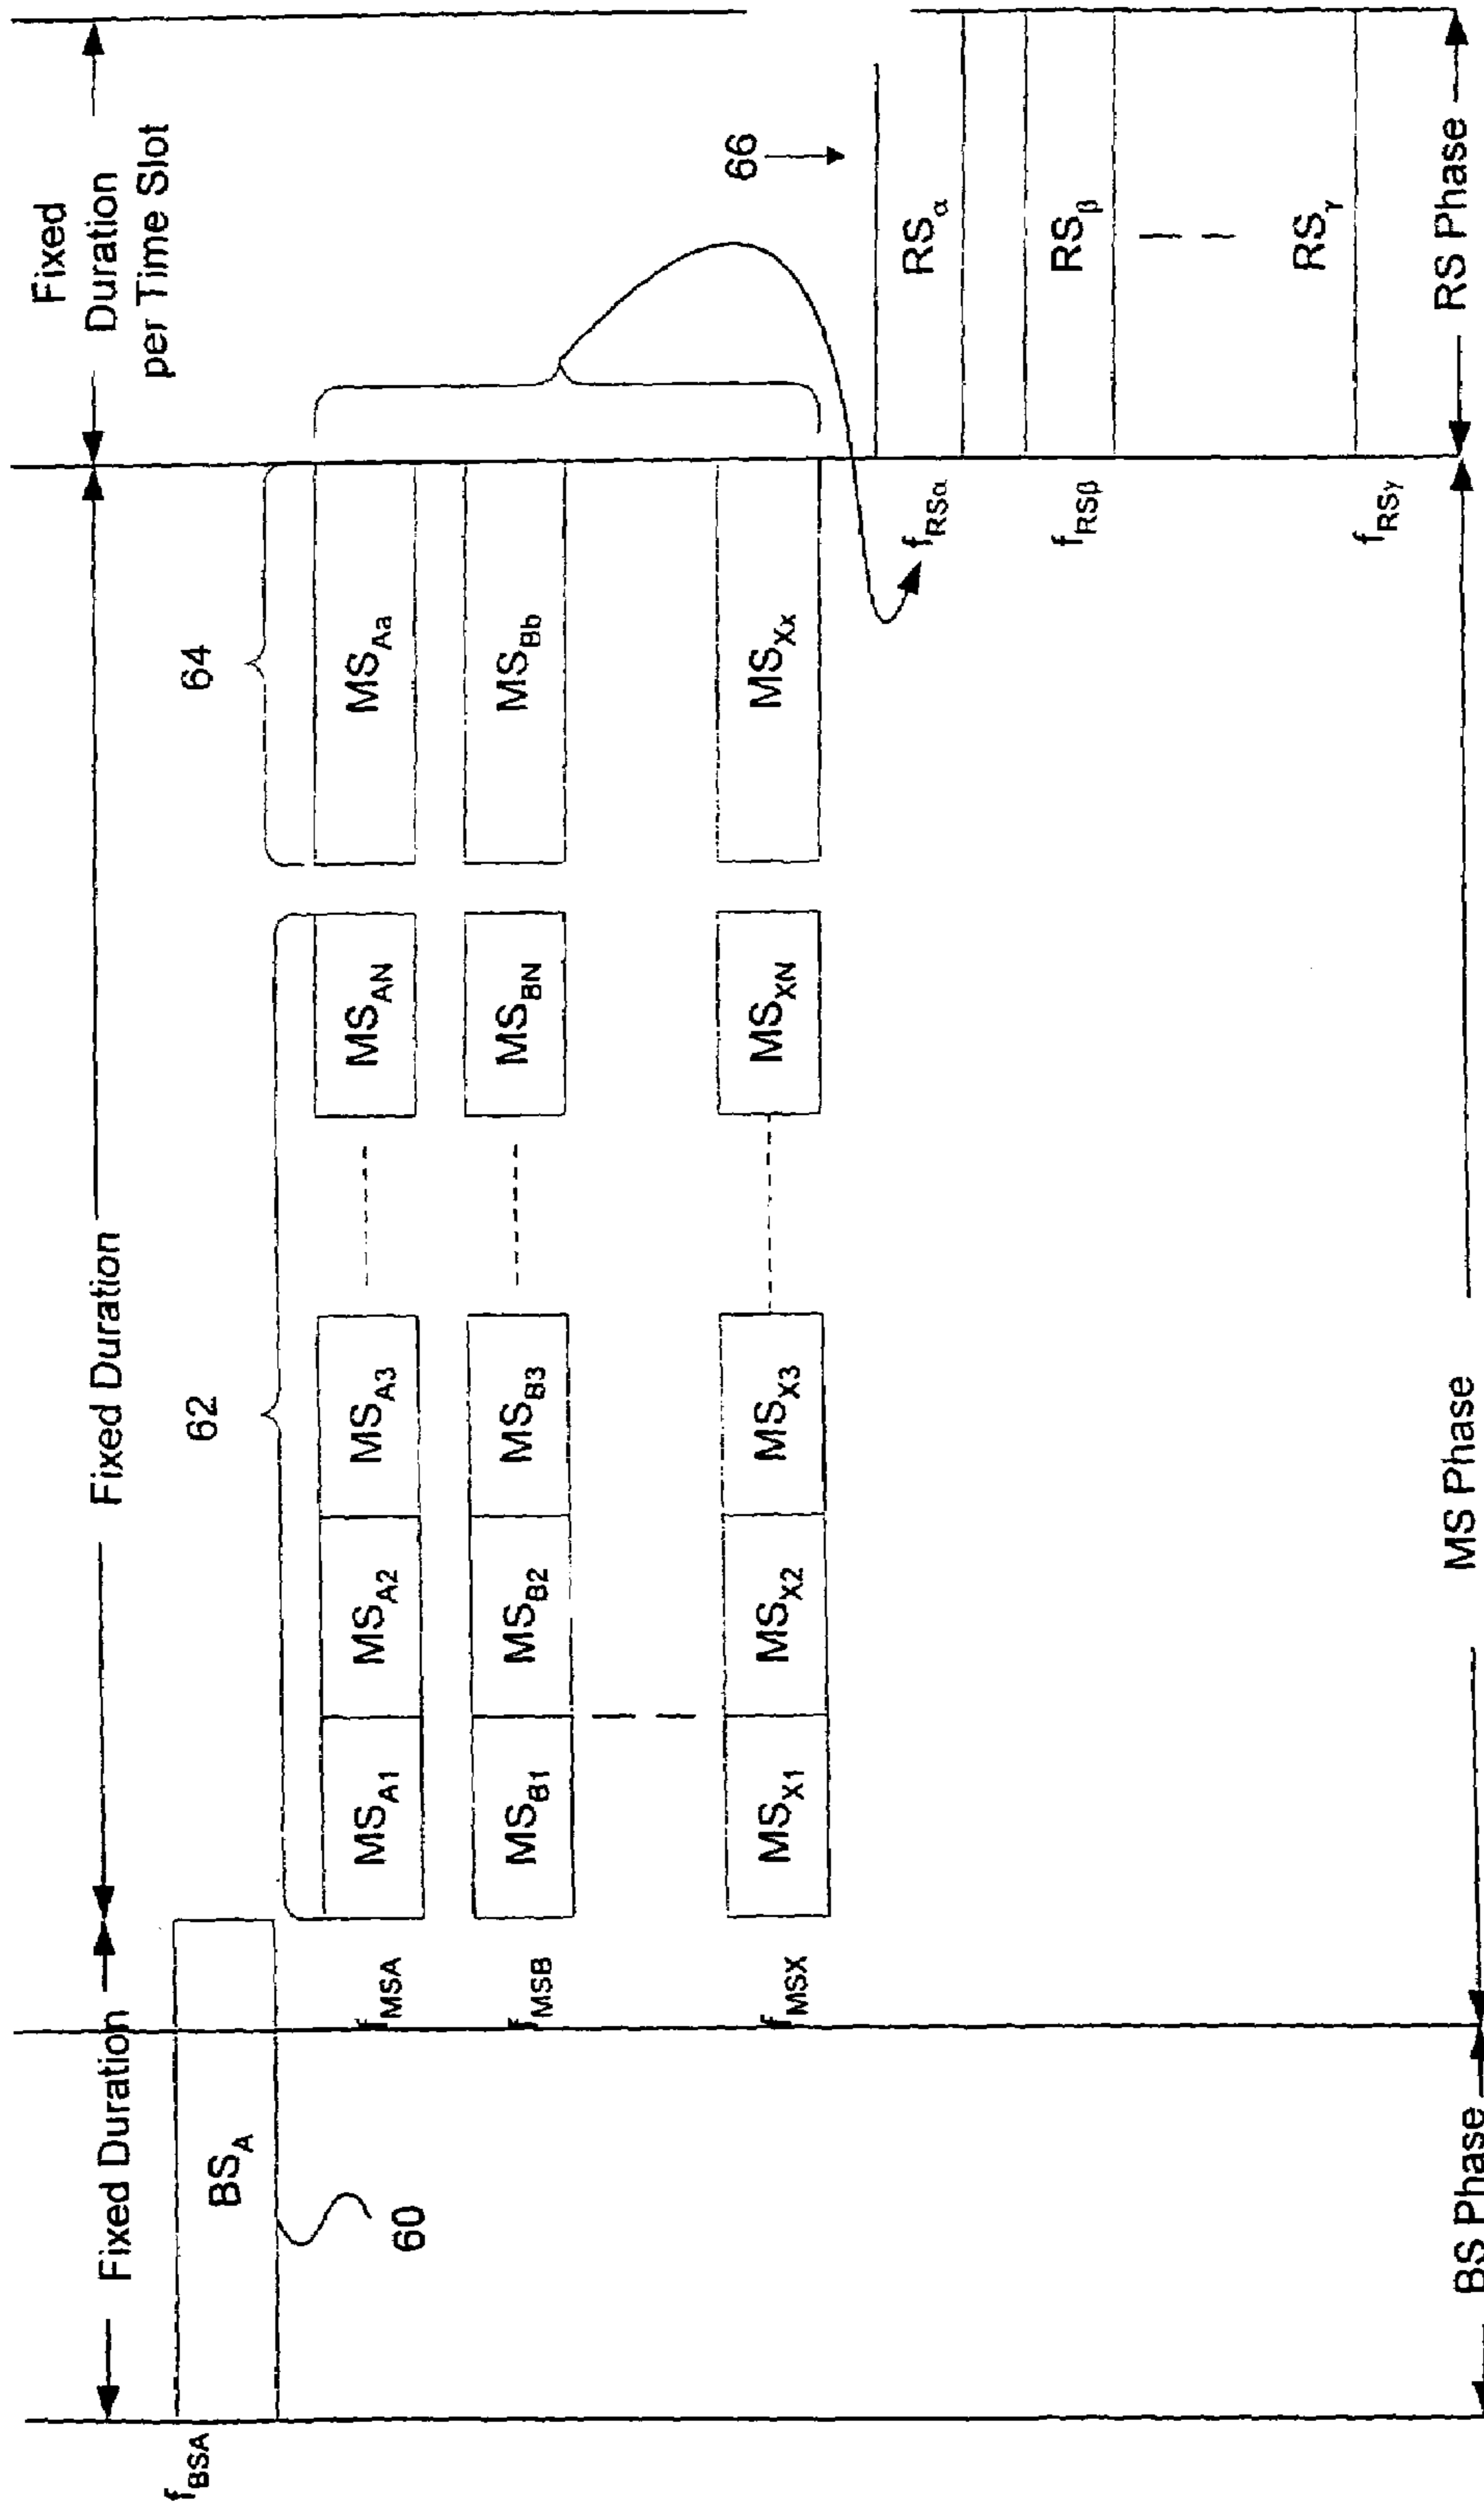 Fixed Duration
Fixed Duration
Fixed
Duration
per Time Slot
f_BSA
BS_A
60
62
64
66
f_MSA
MS_A1
MS_A2
MS_A3
MS_AN
MS_Aa
f_MSB
MS_B1
MS_B2
MS_B3
MS_BN
MS_Bb
f_MSX
MS_X1
MS_X2
MS_X3
MS_XN
MS_Xx
f_RSα
RS_α
f_RSβ
RS_β
f_RSγ
RS_γ
BS Phase
MS Phase
RS Phase